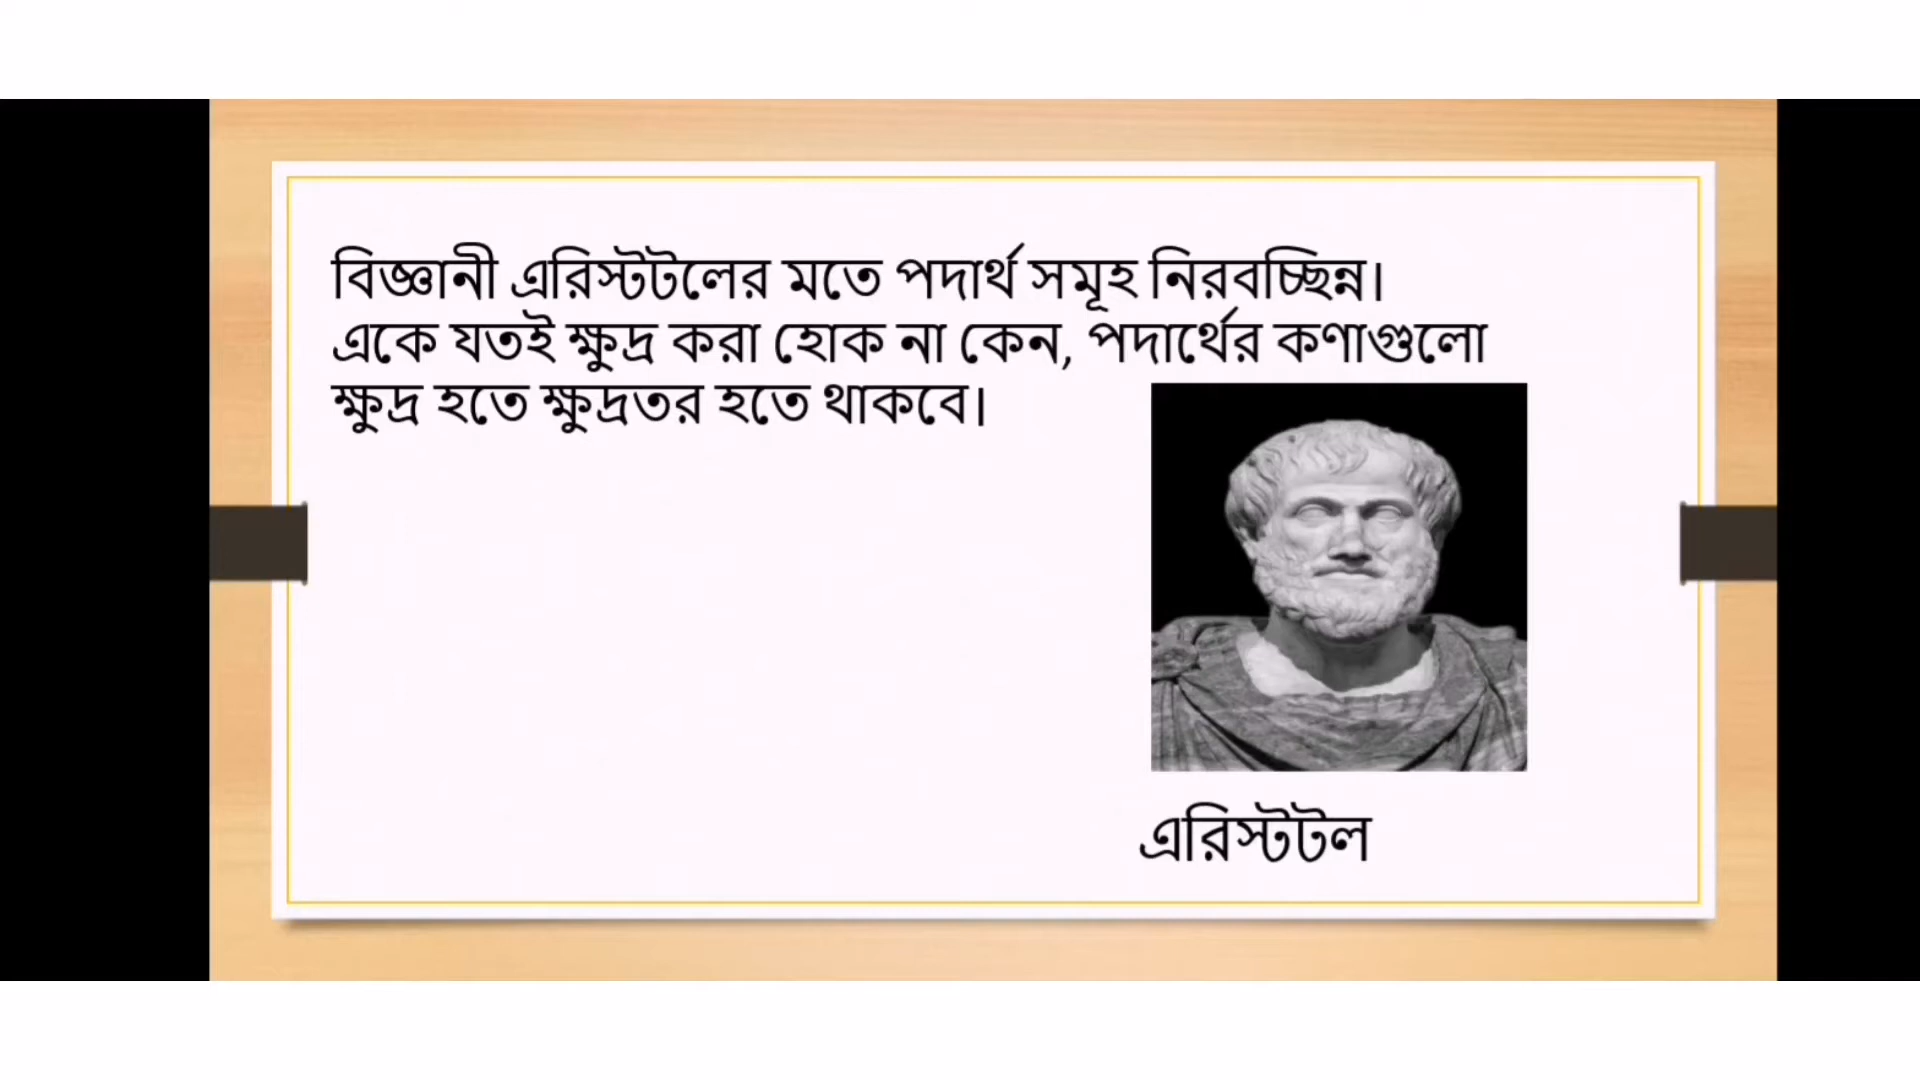 বিজ্ঞানী এরিস্টটলের মতে পদার্থ সমূহ নিরবচ্ছিন্ন।
একে যতই ক্ষুদ্র করা হোক না কেন, পদার্থের কণাগুলো
ক্ষুদ্র হতে ক্ষুদ্রতর হতে থাকবে।
এরিস্টটল